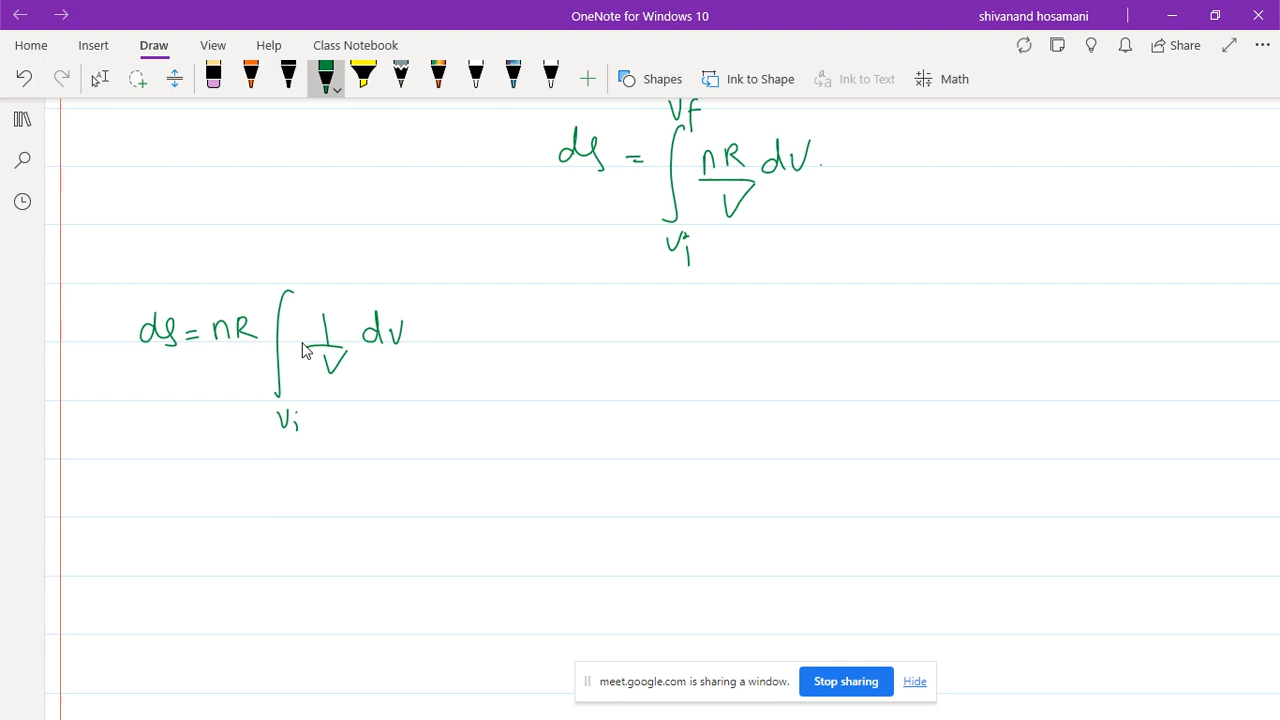 OneNote for Windows 10
shivanand hosamani
Home Insert Draw View Help Class Notebook
Share
Shapes
Ink to Shape
Ink to Text
Math
Vf
dS = ∫ nR/V dV.
Vi
dS = nR ∫ 1/V dV
Vi
meet.google.com is sharing a window. Stop sharing Hide